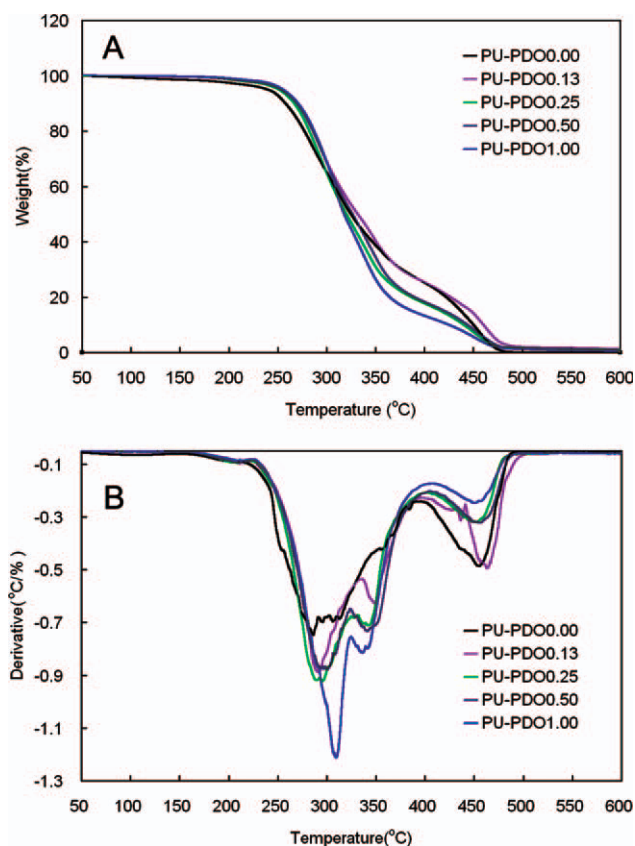 A
PU-PDO0.00
PU-PDO0.13
PU-PDO0.25
PU-PDO0.50
PU-PDO1.00
120
100
80
60
40
20
0
Weight(%)
50 100 150 200 250 300 350 400 450 500 550 600
Temperature (°C)
B
-0.1
-0.3
-0.5
-0.7
-0.9
-1.1
-1.3
Derivative(°C/%)
PU-PDO0.00
PU-PDO0.13
PU-PDO0.25
PU-PDO0.50
PU-PDO1.00
50 100 150 200 250 300 350 400 450 500 550 600
Temperature(°C)